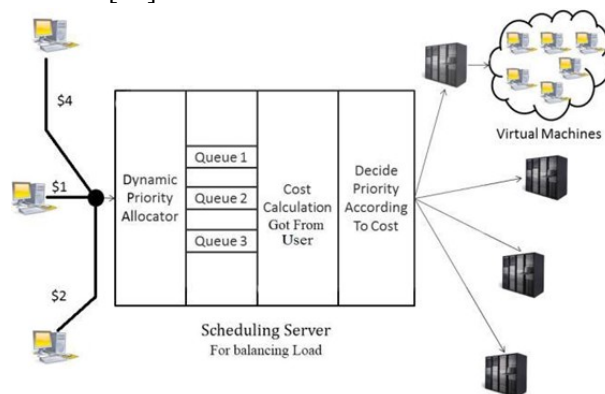 $4
$1
$2
Dynamic
Priority
Allocator
Queue 1
Queue 2
Queue 3
Cost
Calculation
Got From
User
Decide
Priority
According
To Cost
Virtual Machines
Scheduling Server
For balancing Load